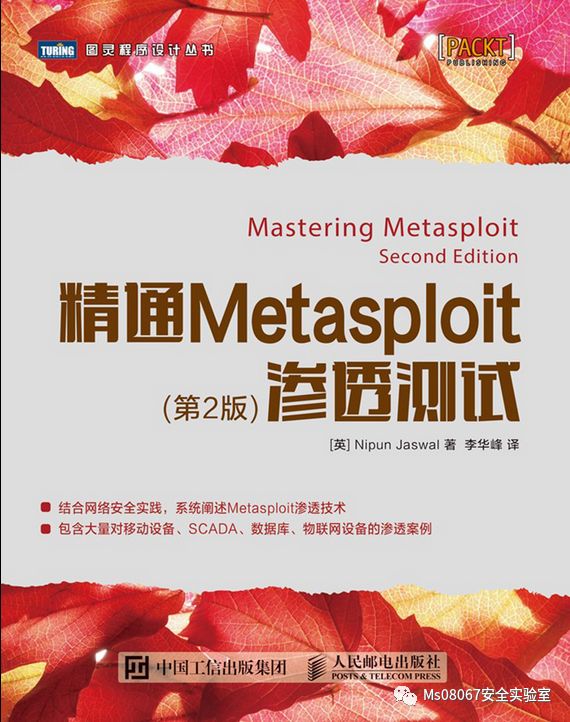 TURING 图灵程序设计丛书
[PACKT]
PUBLISHING
Mastering Metasploit
Second Edition
精通Metasploit
(第2版) 渗透测试
[英] Nipun Jaswal 著 李华峰 译
结合网络安全实践，系统阐述Metasploit渗透技术
包含大量对移动设备、SCADA、数据库、物联网设备的渗透案例
中国工信出版集团 人民邮电出版社
POSTS & TELECOM PRESS
Ms08067安全实验室